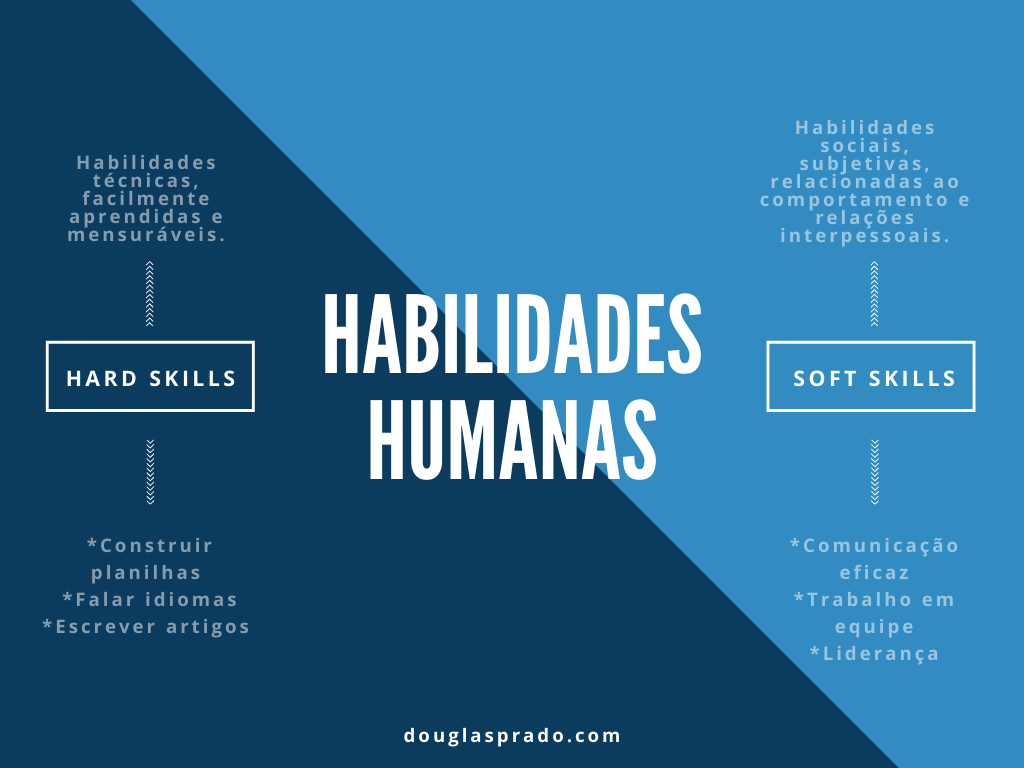 Habilidades
técnicas,
facilmente
aprendidas e
mensuráveis.
HARD SKILLS
*Construir
planilhas
*Falar idiomas
*Escrever artigos
HABILIDADES
HUMANAS
Habilidades
sociais,
subjetivas,
relacionadas ao
comportamento e
relações
interpessoais.
SOFT SKILLS
*Comunicação
eficaz
*Trabalho em
equipe
*Liderança
douglasprado.com